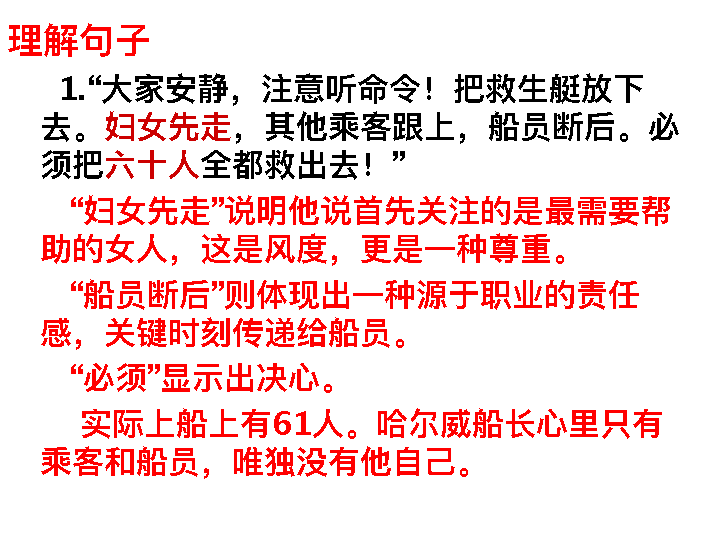 理解句子
1.“大家安静，注意听命令！把救生艇放下
去。妇女先走，其他乘客跟上，船员断后。必
须把六十人全都救出去！”
“妇女先走”说明他说首先关注的是最需要帮
助的女人，这是风度，更是一种尊重。
“船员断后”则体现出一种源于职业的责任
感，关键时刻传递给船员。
“必须”显示出决心。
实际上船上有61人。哈尔威船长心里只有
乘客和船员，唯独没有他自己。